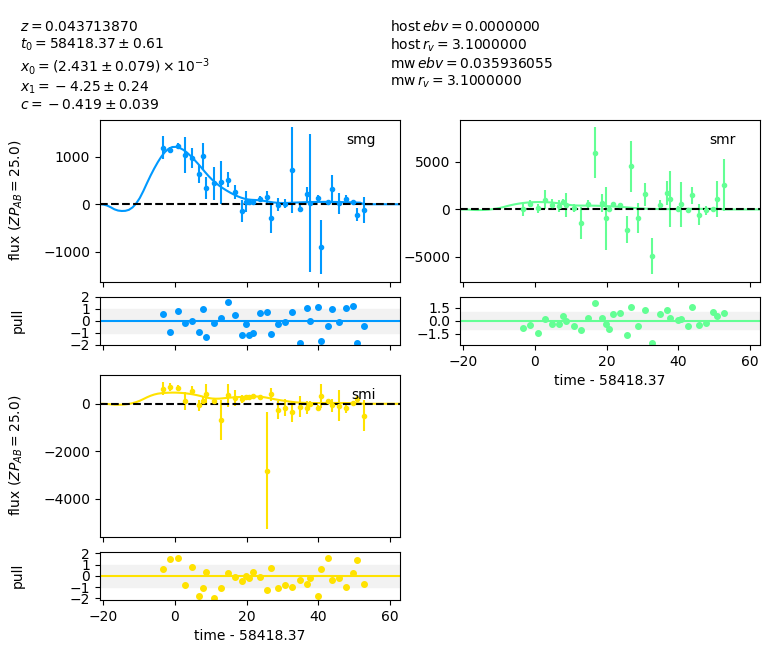 z = 0.043713870
t₀ = 58418.37 ± 0.61
x₀ = (2.431 ± 0.079) × 10⁻³
x₁ = −4.25 ± 0.24
c = −0.419 ± 0.039
host ebv = 0.0000000
host r_v = 3.1000000
mw ebv = 0.035936055
mw r_v = 3.1000000
smg
flux (ZP_AB = 25.0)
1000
0
−1000
smr
5000
0
−5000
pull
2
1
0
−1
−2
1.5
0.0
−1.5
−20
0
20
40
60
time - 58418.37
smi
flux (ZP_AB = 25.0)
0
−2000
−4000
pull
2
1
0
−1
−2
−20
0
20
40
60
time - 58418.37